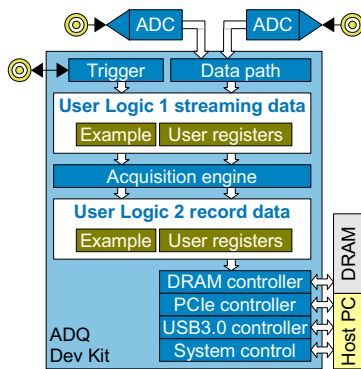 ADC ADC
Trigger Data path
User Logic 1 streaming data
Example User registers
Acquisition engine
User Logic 2 record data
Example User registers
DRAM controller
PCIe controller
USB3.0 controller
System control
ADQ
Dev Kit
DRAM
Host PC